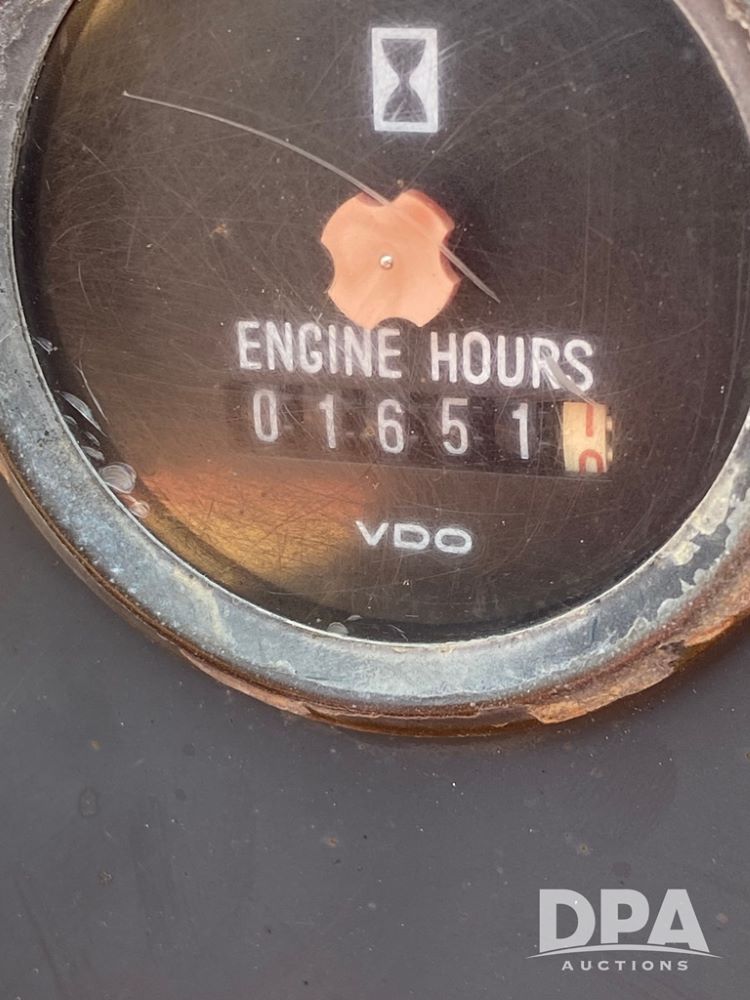 ENGINE HOURS
01651
VDO
DPA
AUCTIONS